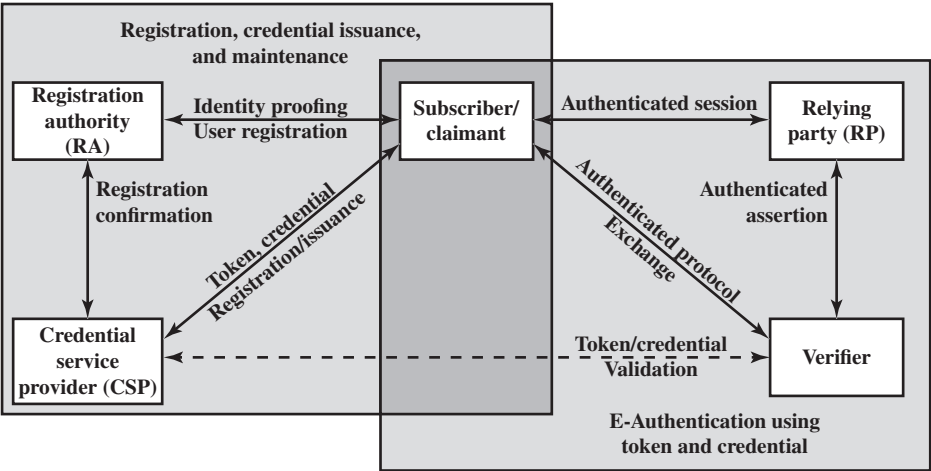 Registration, credential issuance,
and maintenance
Registration
authority
(RA)
Identity proofing
User registration
Subscriber/
claimant
Authenticated session
Relying
party (RP)
Registration
confirmation
Token, credential
Registration/issuance
Authenticated protocol
Exchange
Authenticated
assertion
Credential
service
provider (CSP)
Token/credential
Validation
Verifier
E-Authentication using
token and credential